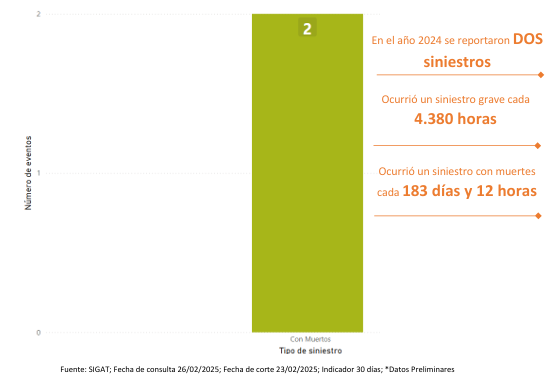 2
2
En el año 2024 se reportaron DOS
siniestros
Ocurrió un siniestro grave cada
4.380 horas
Número de eventos
1
Ocurrió un siniestro con muertes
cada 183 días y 12 horas
0
Con Muertos
Tipo de siniestro
Fuente: SIGAT; Fecha de consulta 26/02/2025; Fecha de corte 23/02/2025; Indicador 30 días; *Datos Preliminares